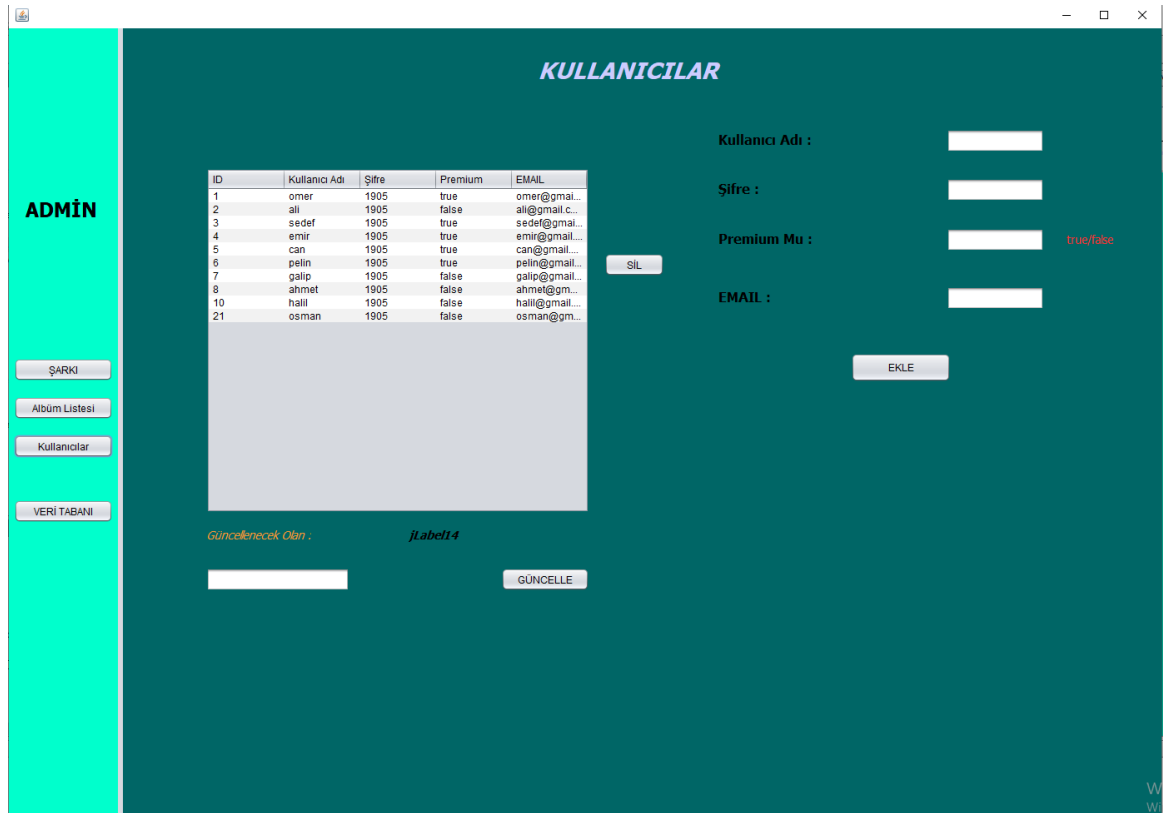 KULLANICILAR
ADMİN
ŞARKI
Albüm Listesi
Kullanıcılar
VERİ TABANI
ID Kullanıcı Adı Şifre Premium EMAIL
1 omer 1905 true omer@gmai...
2 ali 1905 false ali@gmail.c...
3 sedef 1905 true sedef@gmai...
4 emir 1905 true emir@gmail....
5 can 1905 true can@gmail....
6 pelin 1905 true pelin@gmail...
7 galip 1905 false galip@gmail...
8 ahmet 1905 false ahmet@gm...
10 halil 1905 false halil@gmail....
21 osman 1905 false osman@gm...
SİL
Güncellenecek Olan :
jLabel14
GÜNCELLE
Kullanıcı Adı :
Şifre :
Premium Mu :
true/false
EMAIL :
EKLE
W
Wi